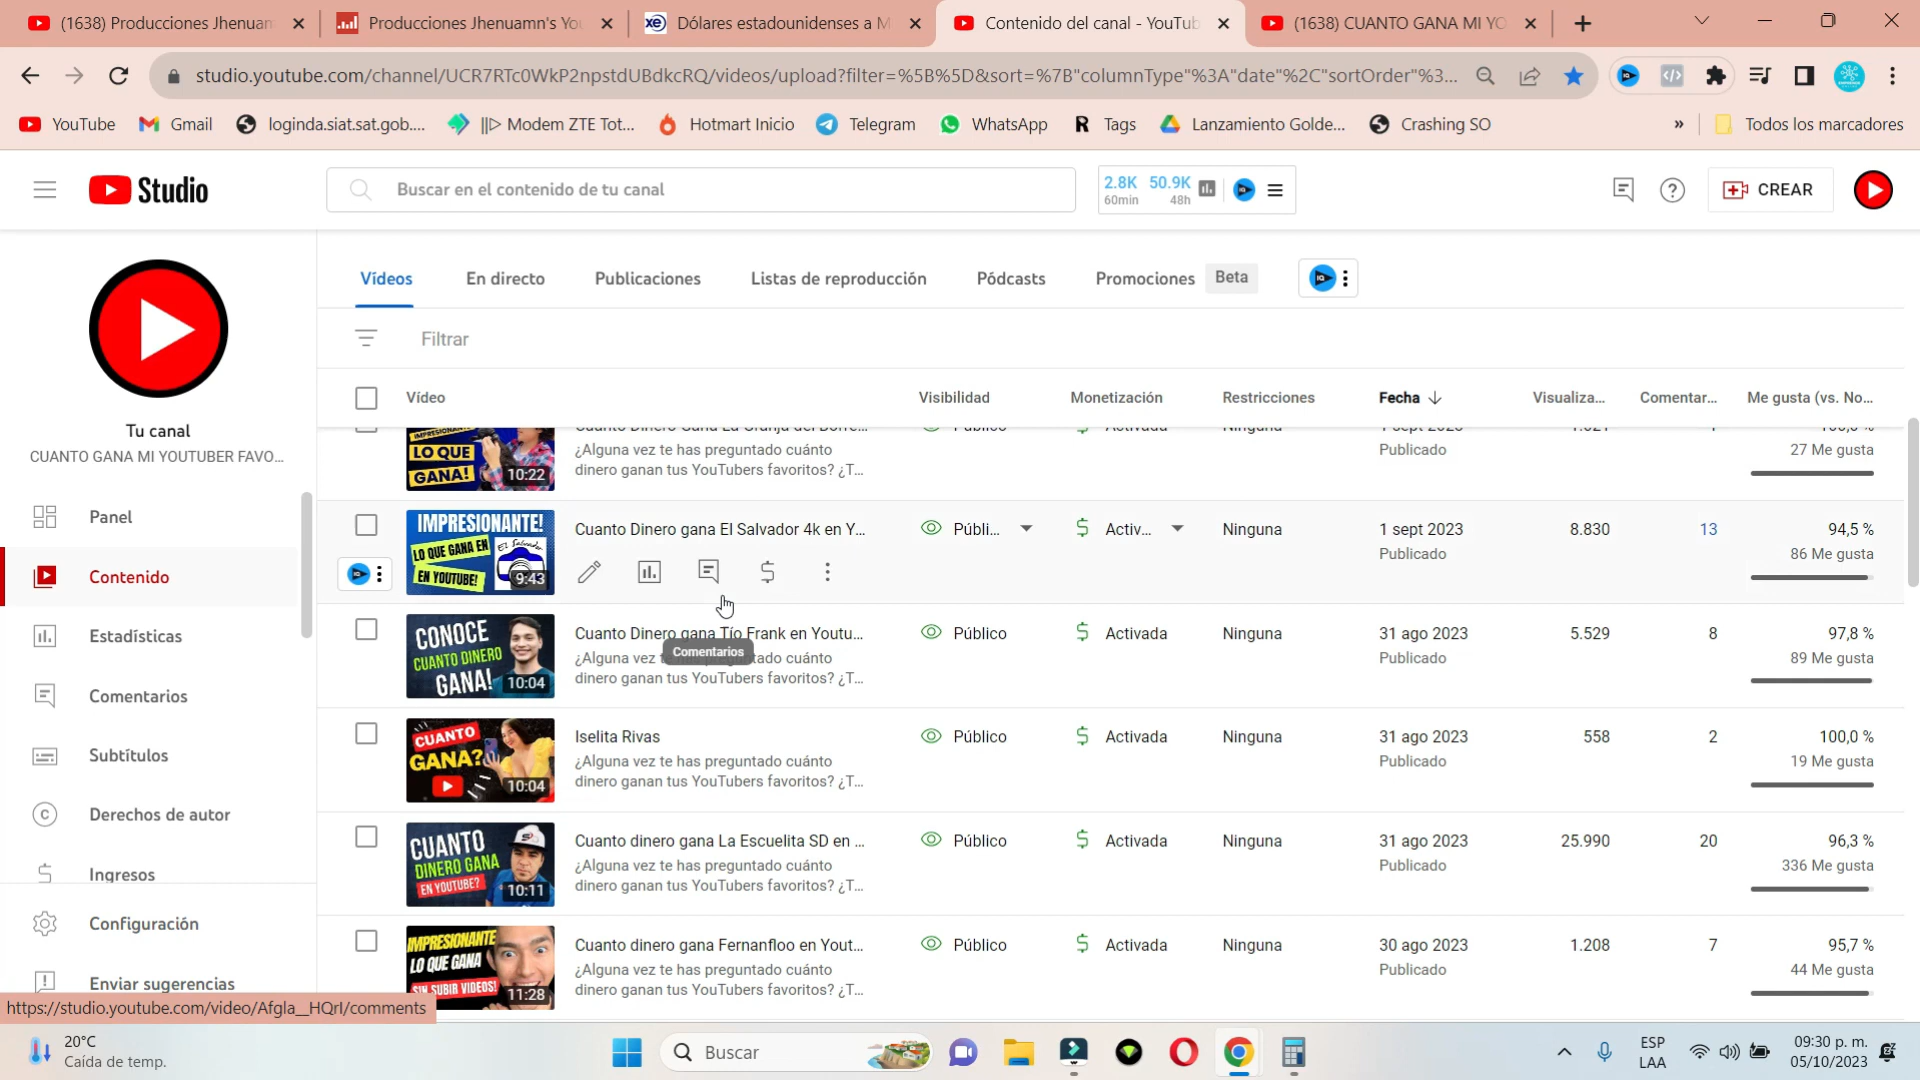 (1638) Producciones Jhenuam
Producciones Jhenuamn's You
Dólares estadounidenses a M
Contenido del canal - YouTub
(1638) CUANTO GANA MI YO
studio.youtube.com/channel/UCR7RTc0WkP2npstdUBdkcRQ/videos/upload?filter=%5B%5D&sort=%7B"columnType"%3A"date"%2C"sortOrder"%3...
YouTube
Gmail
loginda.siat.sat.gob....
||▷ Modem ZTE Tot...
Hotmart Inicio
Telegram
WhatsApp
Tags
Lanzamiento Golde...
Crashing SO
»
Todos los marcadores
Studio
Buscar en el contenido de tu canal
2.8K 50.9K
60min 48h
CREAR
Tu canal
CUANTO GANA MI YOUTUBER FAVO...
Panel
Contenido
Estadísticas
Comentarios
Subtítulos
Derechos de autor
Ingresos
Configuración
Enviar sugerencias
Vídeos
En directo
Publicaciones
Listas de reproducción
Pódcasts
Promociones
Beta
Filtrar
Vídeo
Visibilidad
Monetización
Restricciones
Fecha
Visualiza...
Comentar...
Me gusta (vs. No...
LO QUE
GANA!
10:22
¿Alguna vez te has preguntado cuánto
dinero ganan tus YouTubers favoritos? ¿T...
Publicado
27 Me gusta
IMPRESIONANTE!
LO QUE GANA EN
EN YOUTUBE!
El Salvador
9:43
Cuanto Dinero gana El Salvador 4k en Y...
Públi...
Activ...
Ninguna
1 sept 2023
Publicado
8.830
13
94,5 %
86 Me gusta
Comentarios
CONOCE
CUANTO DINERO
GANA!
10:04
Cuanto Dinero gana Tío Frank en Youtu...
¿Alguna vez te has preguntado cuánto
dinero ganan tus YouTubers favoritos? ¿T...
Público
Activada
Ninguna
31 ago 2023
Publicado
5.529
8
97,8 %
89 Me gusta
CUANTO
GANA?
10:04
Iselita Rivas
¿Alguna vez te has preguntado cuánto
dinero ganan tus YouTubers favoritos? ¿T...
Público
Activada
Ninguna
31 ago 2023
Publicado
558
2
100,0 %
19 Me gusta
CUANTO
DINERO GANA
EN YOUTUBE?
10:11
Cuanto dinero gana La Escuelita SD en ...
¿Alguna vez te has preguntado cuánto
dinero ganan tus YouTubers favoritos? ¿T...
Público
Activada
Ninguna
31 ago 2023
Publicado
25.990
20
96,3 %
336 Me gusta
IMPRESIONANTE
LO QUE GANA
SIN SUBIR VIDEOS!
11:28
Cuanto dinero gana Fernanfloo en Yout...
¿Alguna vez te has preguntado cuánto
dinero ganan tus YouTubers favoritos? ¿T...
Público
Activada
Ninguna
30 ago 2023
Publicado
1.208
7
95,7 %
44 Me gusta
https://studio.youtube.com/video/Afgla__HQrI/comments
20°C
Caída de temp.
Buscar
ESP
LAA
09:30 p. m.
05/10/2023